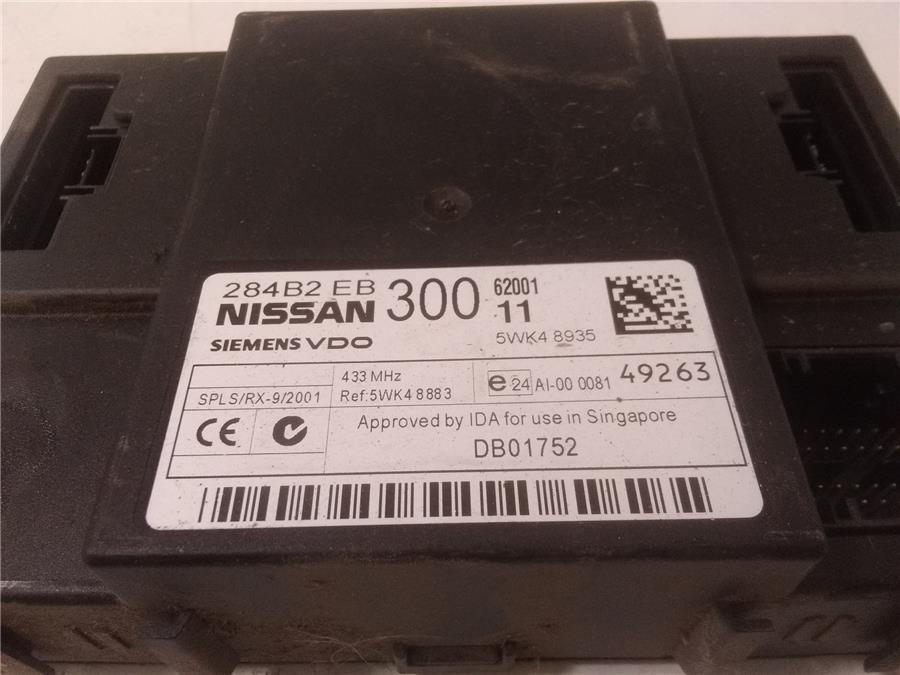 284B2 EB 300 62001
NISSAN 11
SIEMENS VDO 5WK4 8935
433 MHz
SPLS/RX-9/2001 Ref:5WK4 8883 e 24 AI-00 0081 49263
CE
Approved by IDA for use in Singapore
DB01752